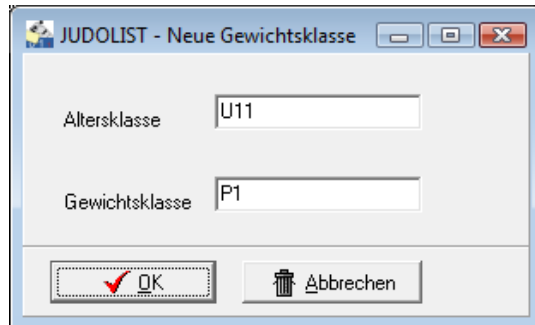 JUDOLIST - Neue Gewichtsklasse
Altersklasse U11
Gewichtsklasse P1
OK Abbrechen